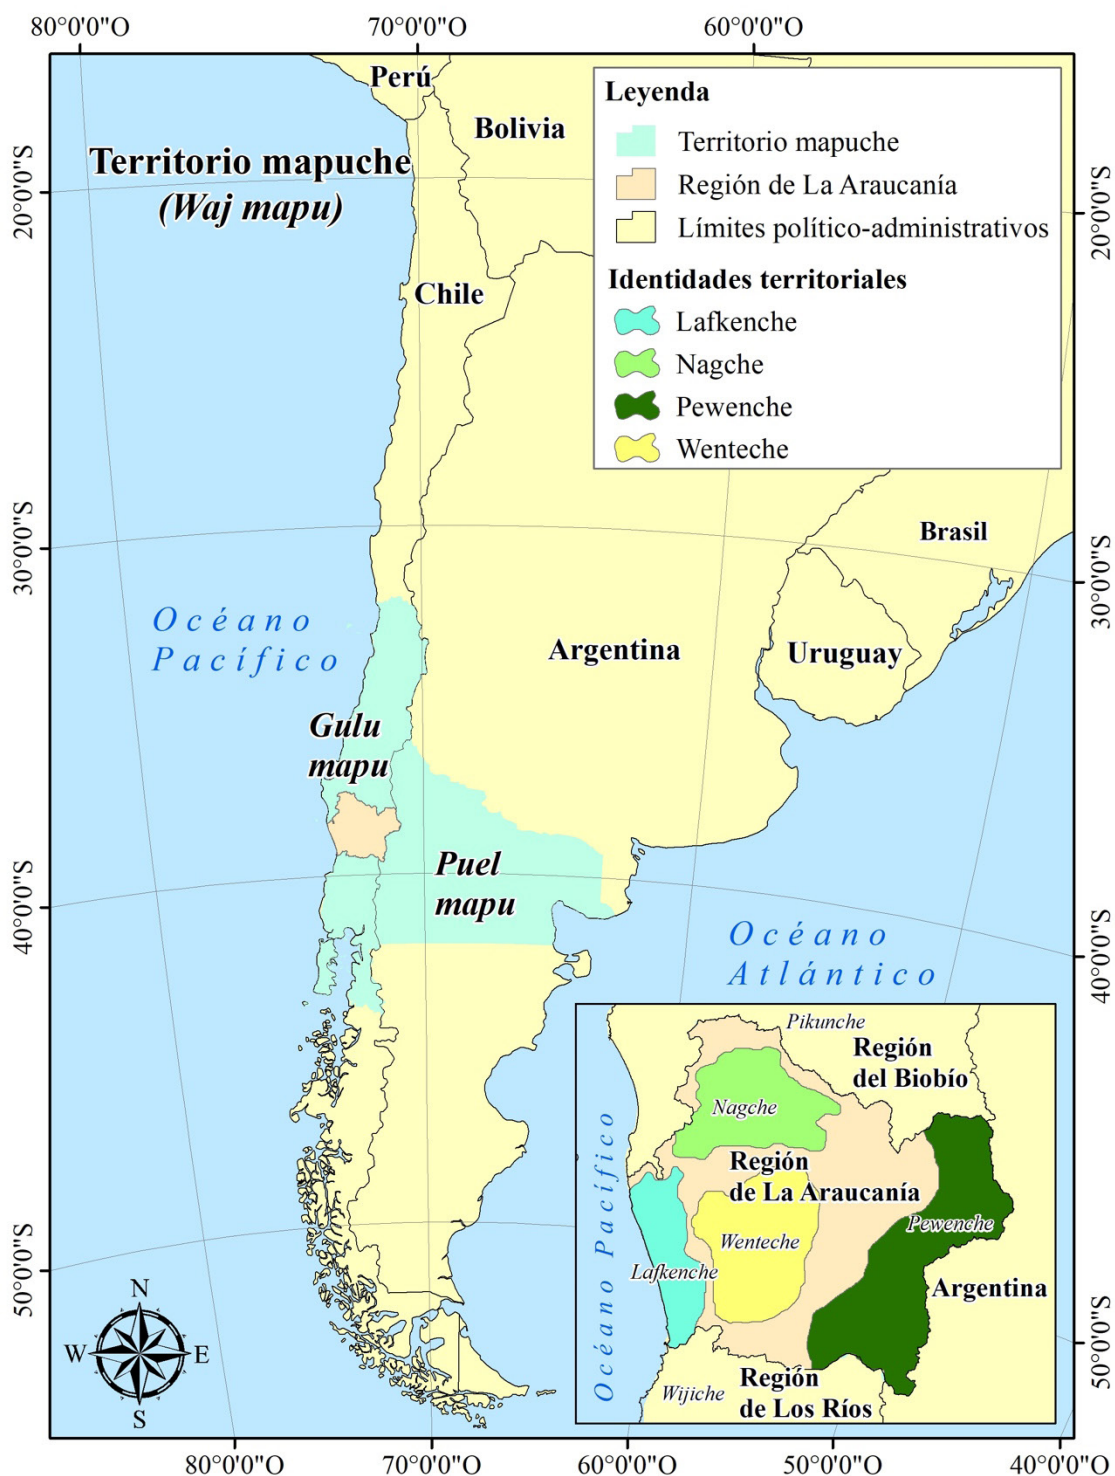 80°0'0"O
70°0'0"O
60°0'0"O
20°0'0"S
30°0'0"S
40°0'0"S
50°0'0"S
Territorio mapuche
(Waj mapu)
Perú
Bolivia
Chile
Leyenda
Territorio mapuche
Región de La Araucanía
Límites político-administrativos
Identidades territoriales
Lafkenche
Nagche
Pewenche
Wenteche
Brasil
Argentina
Uruguay
Océano
Pacífico
Gulu
mapu
Puel
mapu
Océano
Atlántico
N
W
E
S
Pikunche
Región
del Biobío
Nagche
Región
de La Araucanía
Wenteche
Pewenche
Lafkenche
Argentina
Océano Pacífico
Región
de Los Ríos
Wijiche
20°0'0"S
30°0'0"S
40°0'0"S
50°0'0"S
80°0'0"O
70°0'0"O
60°0'0"O
50°0'0"O
40°0'0"O